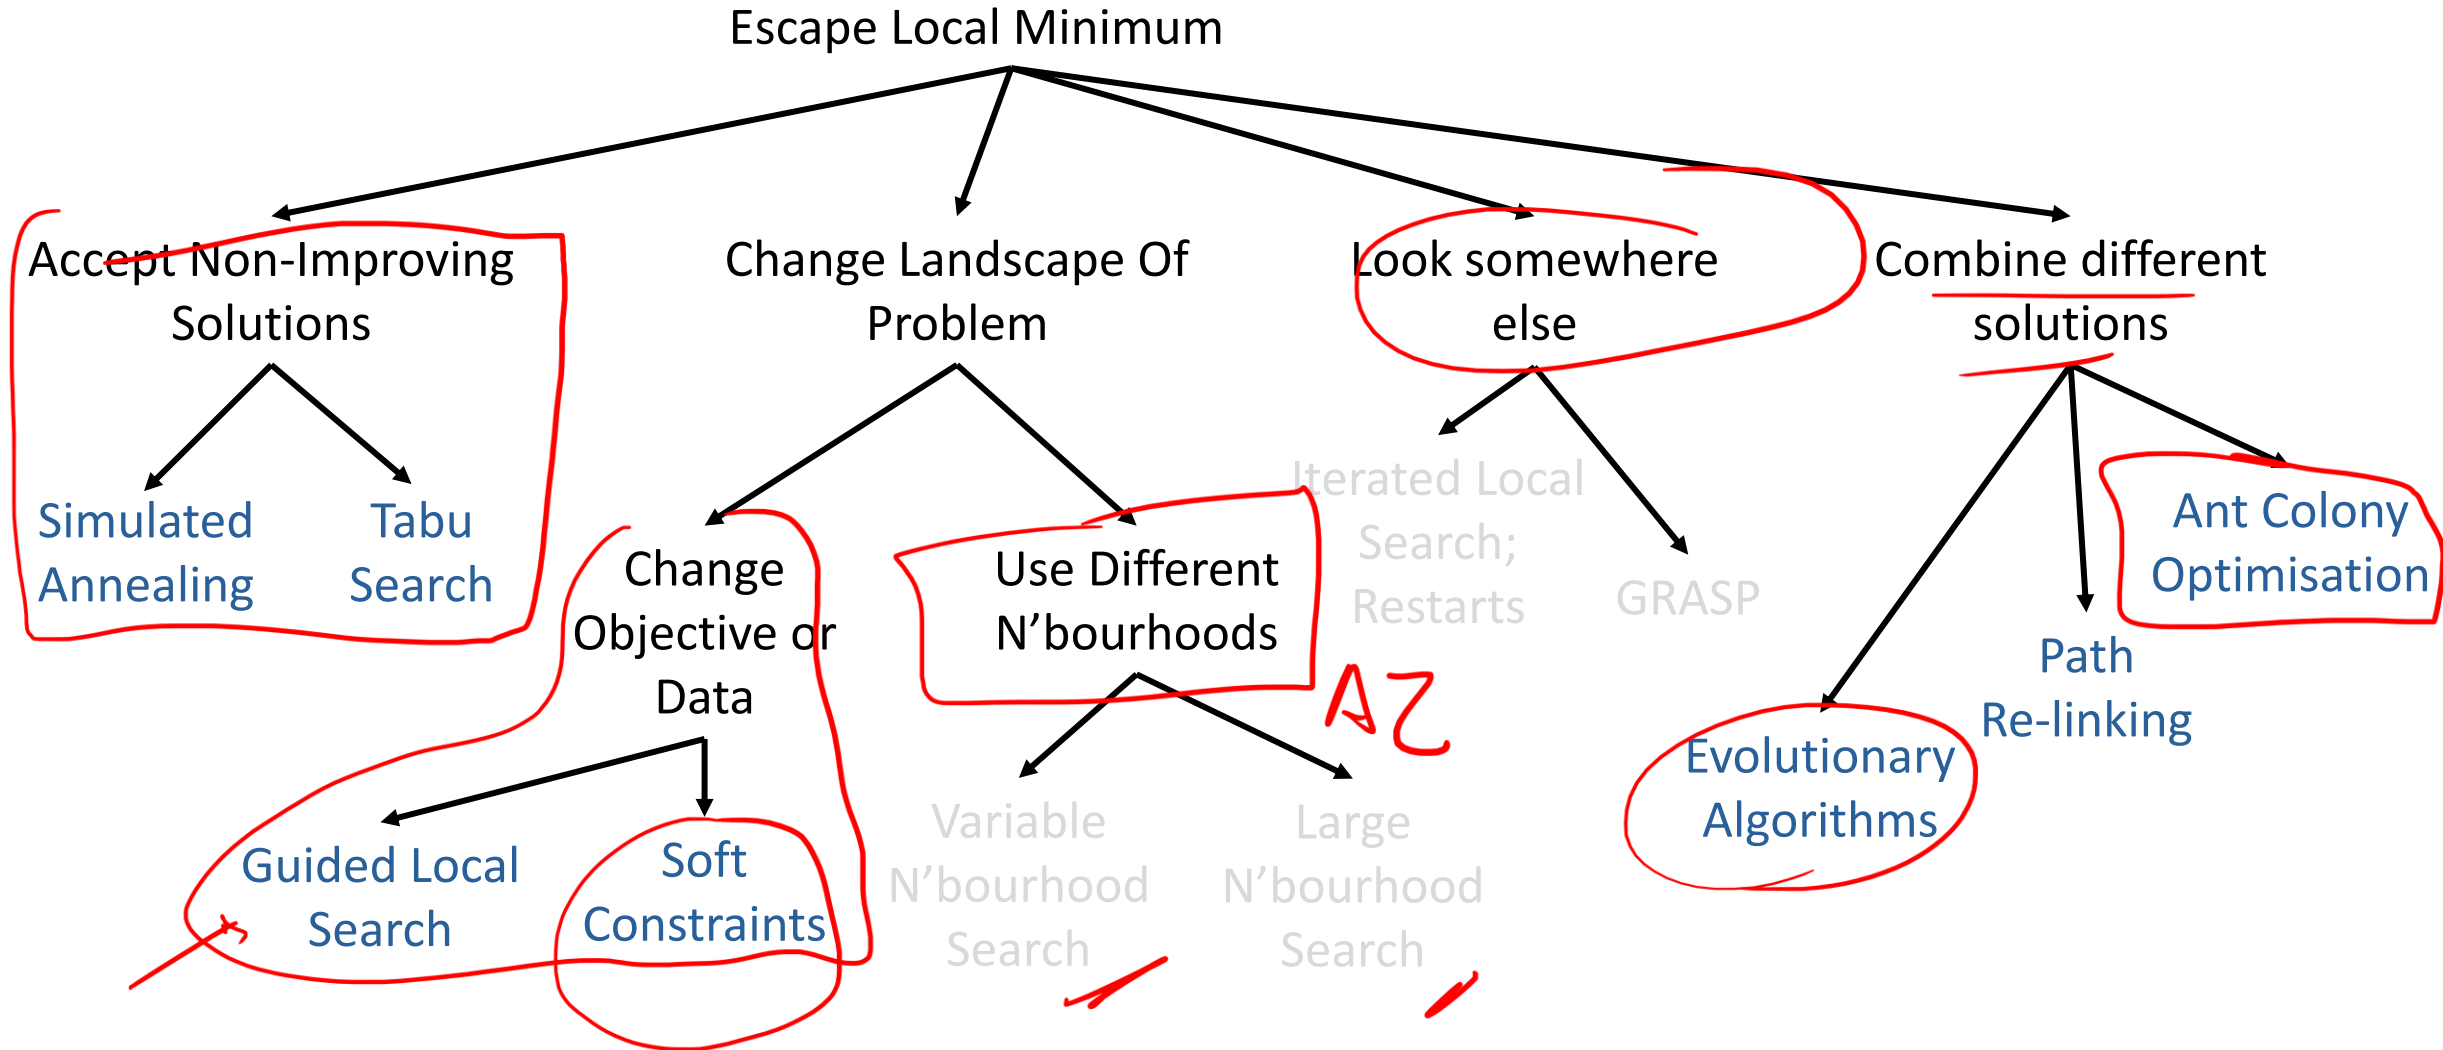 Escape Local Minimum
Accept Non-Improving
Solutions
Change Landscape Of
Problem
Look somewhere
else
Combine different
solutions
Simulated
Annealing
Tabu
Search
Change
Objective or
Data
Use Different
N’bourhoods
Iterated Local
Search;
Restarts
GRASP
Ant Colony
Optimisation
Path
Re-linking
Evolutionary
Algorithms
A2
Guided Local
Search
Soft
Constraints
Variable
N’bourhood
Search
Large
N’bourhood
Search